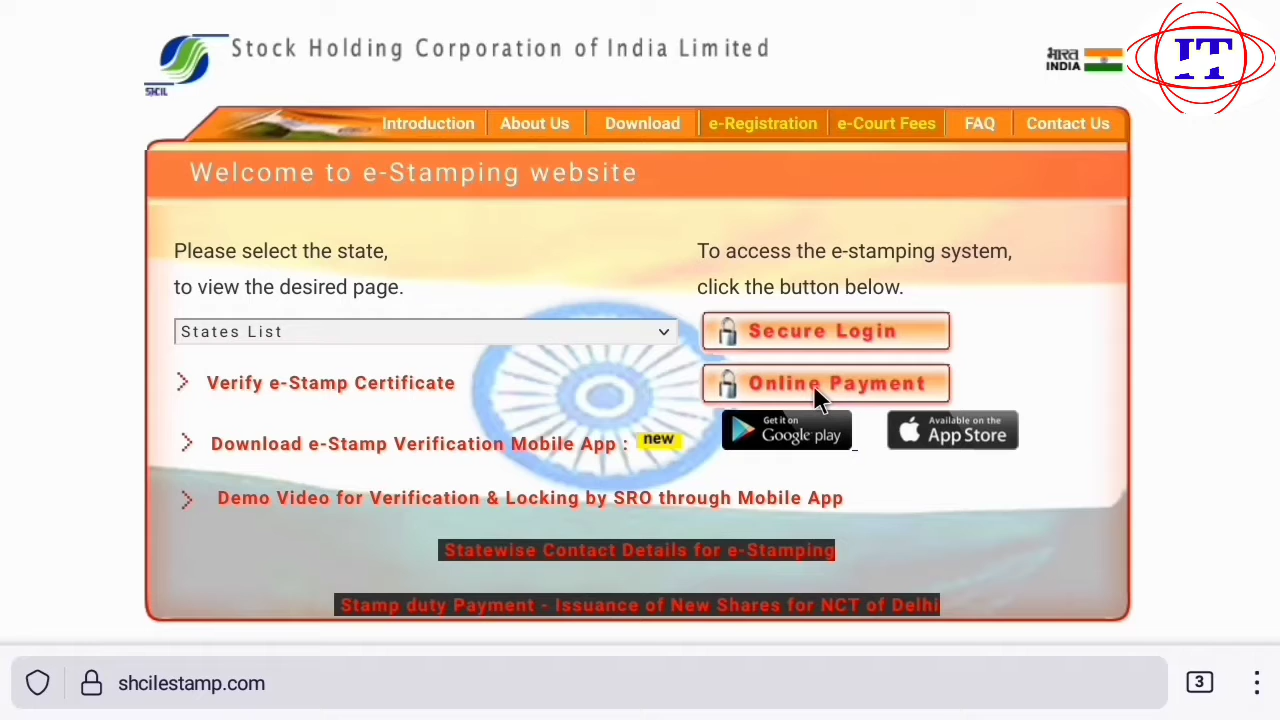 Stock Holding Corporation of India Limited
SHCIL
भारत
INDIA
IT
Introduction About Us Download e-Registration e-Court Fees FAQ Contact Us
Welcome to e-Stamping website
Please select the state,
to view the desired page.
To access the e-stamping system,
click the button below.
States List
Secure Login
Verify e-Stamp Certificate
Online Payment
Download e-Stamp Verification Mobile App : new
Get it on
Google play
Available on the
App Store
Demo Video for Verification & Locking by SRO through Mobile App
Statewise Contact Details for e-Stamping
Stamp duty Payment - Issuance of New Shares for NCT of Delhi
shcilestamp.com
3